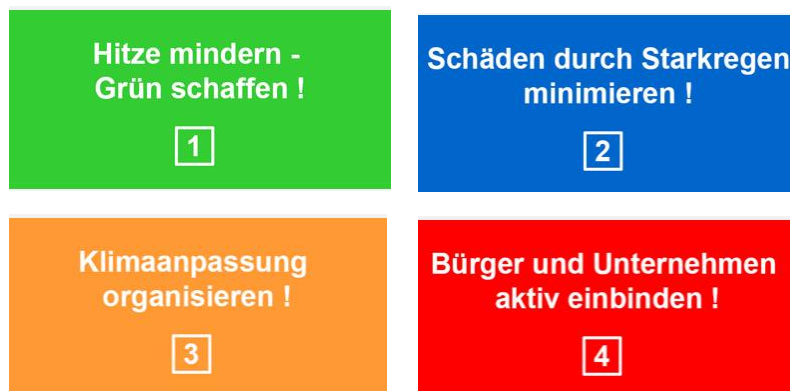 Hitze mindern -
Grün schaffen !
1
Schäden durch Starkregen
minimieren !
2
Klimaanpassung
organisieren !
3
Bürger und Unternehmen
aktiv einbinden !
4